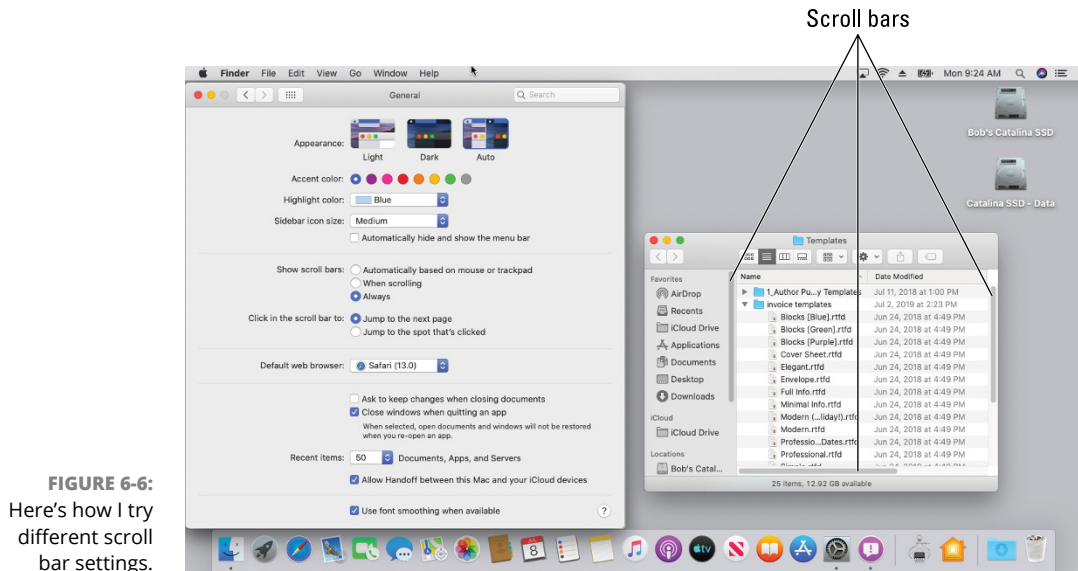 Scroll bars
Finder File Edit View Go Window Help
Mon 9:24 AM
General
Search
Appearance:
Light Dark Auto
Accent color:
Highlight color: Blue
Sidebar icon size: Medium
Automatically hide and show the menu bar
Show scroll bars: Automatically based on mouse or trackpad
When scrolling
Always
Click in the scroll bar to: Jump to the next page
Jump to the spot that's clicked
Default web browser: Safari (13.0)
Ask to keep changes when closing documents
Close windows when quitting an app
When selected, open documents and windows will not be restored
when you re-open an app.
Recent items: 50 Documents, Apps, and Servers
Allow Handoff between this Mac and your iCloud devices
Use font smoothing when available
?
Bob's Catalina SSD
Catalina SSD - Data
Templates
Favorites
AirDrop
Recents
iCloud Drive
Applications
Documents
Desktop
Downloads
iCloud
iCloud Drive
Locations
Bob's Catal...
Name Date Modified
1_Author Pu...y Templates Jul 11, 2018 at 1:00 PM
invoice templates Jul 2, 2019 at 2:23 PM
Blocks [Blue].rtfd Jun 24, 2018 at 4:49 PM
Blocks [Green].rtfd Jun 24, 2018 at 4:49 PM
Blocks [Purple].rtfd Jun 24, 2018 at 4:49 PM
Cover Sheet.rtfd Jun 24, 2018 at 4:49 PM
Elegant.rtfd Jun 24, 2018 at 4:49 PM
Envelope.rtfd Jun 24, 2018 at 4:49 PM
Full Info.rtfd Jun 24, 2018 at 4:49 PM
Minimal Info.rtfd Jun 24, 2018 at 4:49 PM
Modern (...liday!).rtfd Jun 24, 2018 at 4:49 PM
Modern.rtfd Jun 24, 2018 at 4:49 PM
Professio...Dates.rtfd Jun 24, 2018 at 4:49 PM
Professional.rtfd Jun 24, 2018 at 4:49 PM
25 items, 12.92 GB available
8
tv
FIGURE 6-6:
Here's how I try
different scroll
bar settings.